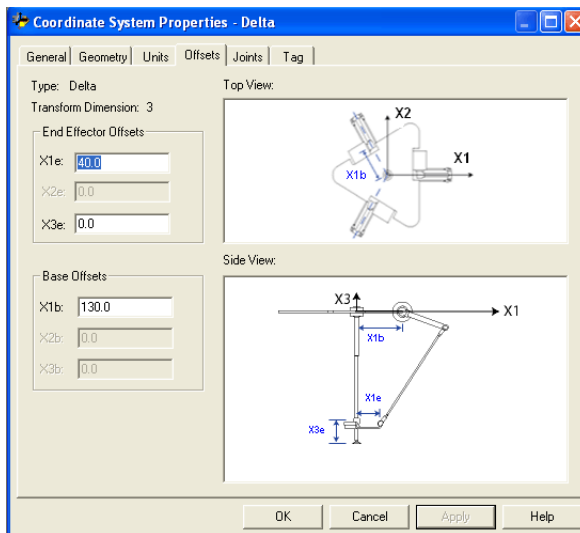 Coordinate System Properties - Delta
General Geometry Units Offsets Joints Tag
Type: Delta
Transform Dimension: 3
End Effector Offsets
X1e: 40.0
X2e: 0.0
X3e: 0.0
Base Offsets
X1b: 130.0
X2b: 0.0
X3b: 0.0
Top View:
X2
X1
X1b
Side View:
X3
X1
X1b
X1e
X3e
OK Cancel Apply Help